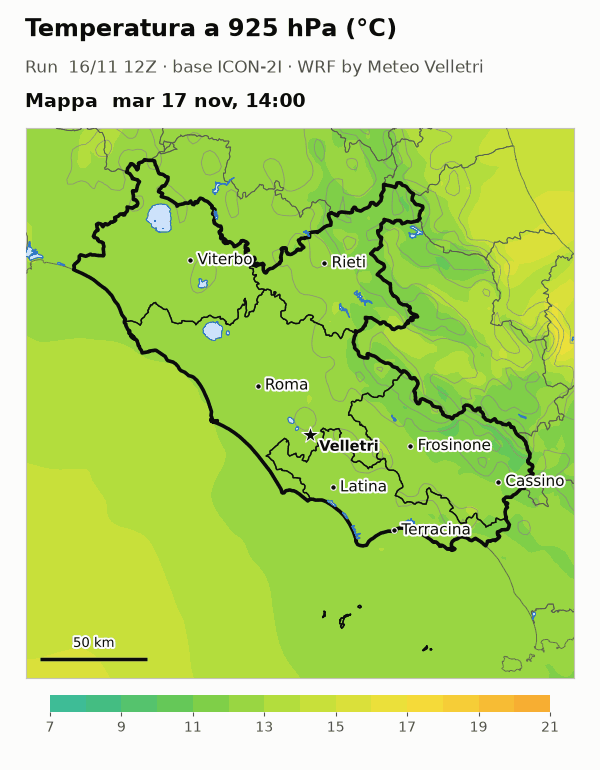 Temperatura a 925 hPa (°C)
Run  16/11 12Z · base ICON-2I · WRF by Meteo Velletri
Mappa  mar 17 nov, 14:00
Viterbo
Rieti
Roma
Velletri
Frosinone
Latina
Cassino
Terracina
50 km
7 9 11 13 15 17 19 21